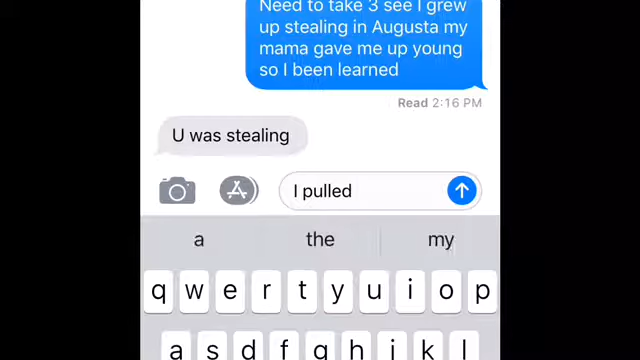 Need to take 3 see I grew
up stealing in Augusta my
mama gave me up young
so I been learned
Read 2:16 PM
U was stealing
I pulled
a the my
q w e r t y u i o p
a s d f g h j k l